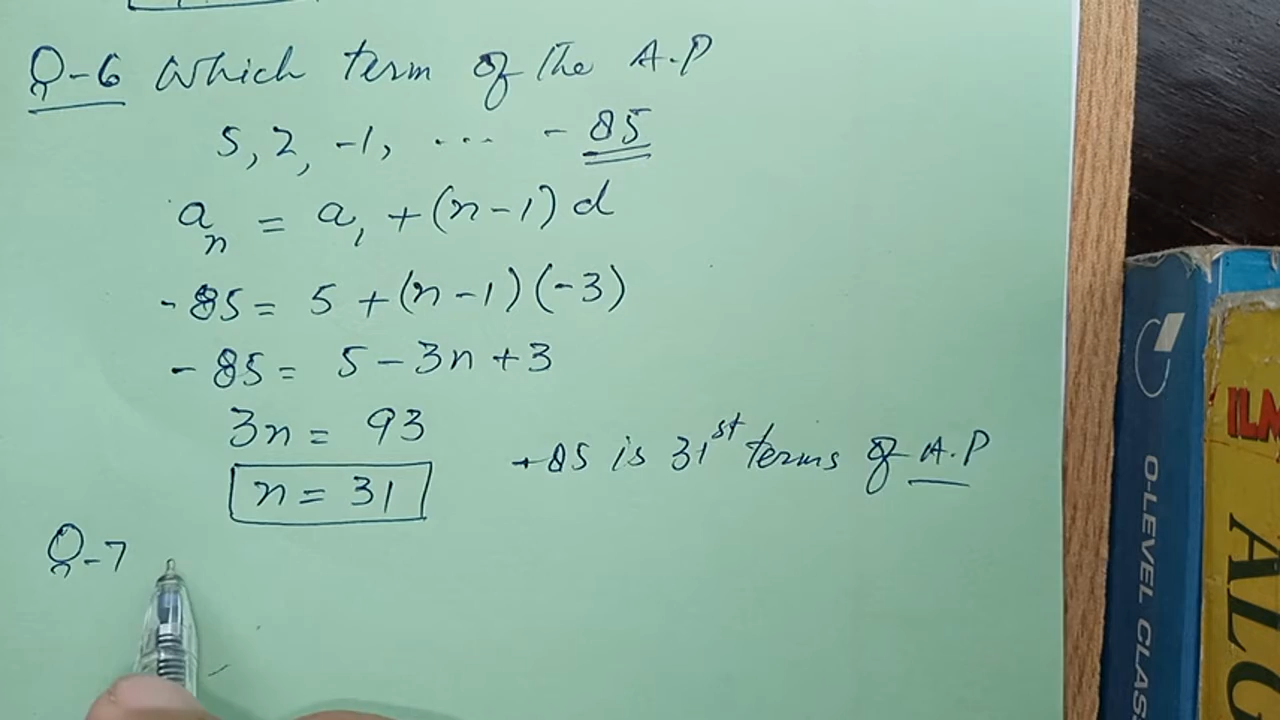 Q-6 Which term of the A.P
5, 2, -1, ... - 85
aₙ = a₁ + (n-1) d
-85 = 5 + (n-1) (-3)
-85 = 5 - 3n + 3
3n = 93
n = 31
+85 is 31st terms of A.P
Q-7
O-LEVEL CLAS
ILM
ALG